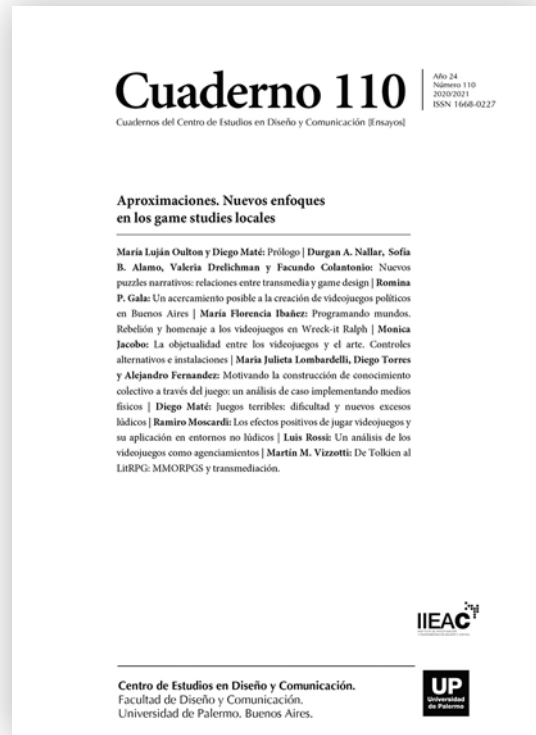 Cuaderno 110
Año 24
Número 110
2020/2021
ISSN 1668-0227
Cuadernos del Centro de Estudios en Diseño y Comunicación [Ensayos]
Aproximaciones. Nuevos enfoques
en los game studies locales
María Luján Oulton y Diego Maté: Prólogo | Durgan A. Nallar, Sofía
B. Alamo, Valeria Drelichman y Facundo Colantonio: Nuevos
puzzles narrativos: relaciones entre transmedia y game design | Romina
P. Gala: Un acercamiento posible a la creación de videojuegos políticos
en Buenos Aires | María Florencia Ibañez: Programando mundos.
Rebelión y homenaje a los videojuegos en Wreck-it Ralph | Monica
Jacobo: La objetualidad entre los videojuegos y el arte. Controles
alternativos e instalaciones | Maria Julieta Lombardelli, Diego Torres
y Alejandro Fernandez: Motivando la construcción de conocimiento
colectivo a través del juego: un análisis de caso implementando medios
físicos | Diego Maté: Juegos terribles: dificultad y nuevos excesos
lúdicos | Ramiro Moscardi: Los efectos positivos de jugar videojuegos y
su aplicación en entornos no lúdicos | Luis Rossi: Un análisis de los
videojuegos como agenciamientos | Martín M. Vizzotti: De Tolkien al
LitRPG: MMORPGS y transmediación.
IIEAC
Centro de Estudios en Diseño y Comunicación.
Facultad de Diseño y Comunicación.
Universidad de Palermo. Buenos Aires.
UP
Universidad
de Palermo